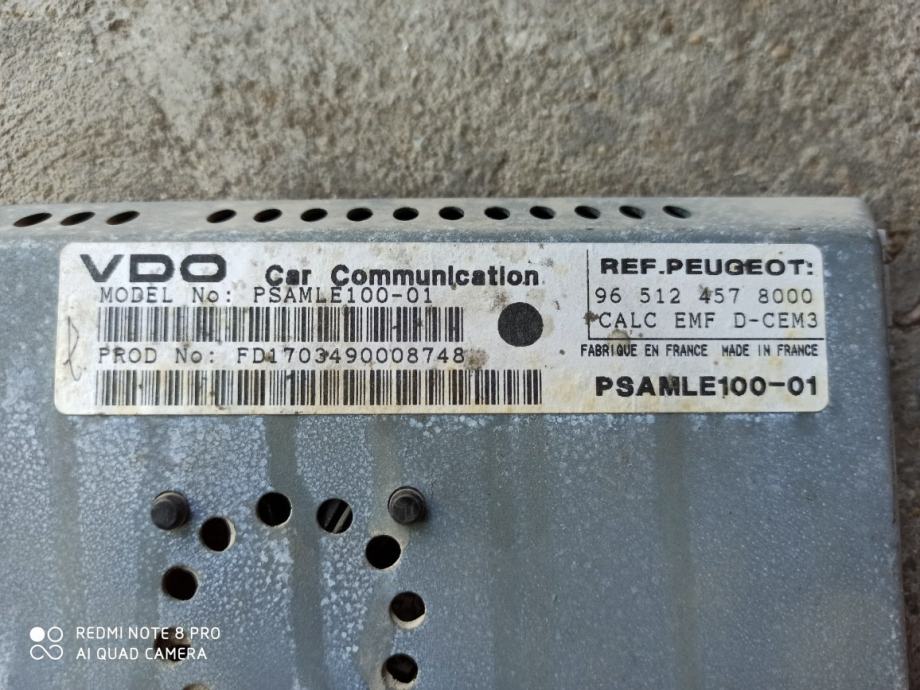 VDO Car Communication
MODEL No: PSAMLE100-01
PROD No: FD1703490008748
REF.PEUGEOT:
96 512 457 8000
CALC EMF D-CEM3
FABRIQUE EN FRANCE MADE IN FRANCE
PSAMLE100-01
REDMI NOTE 8 PRO
AI QUAD CAMERA